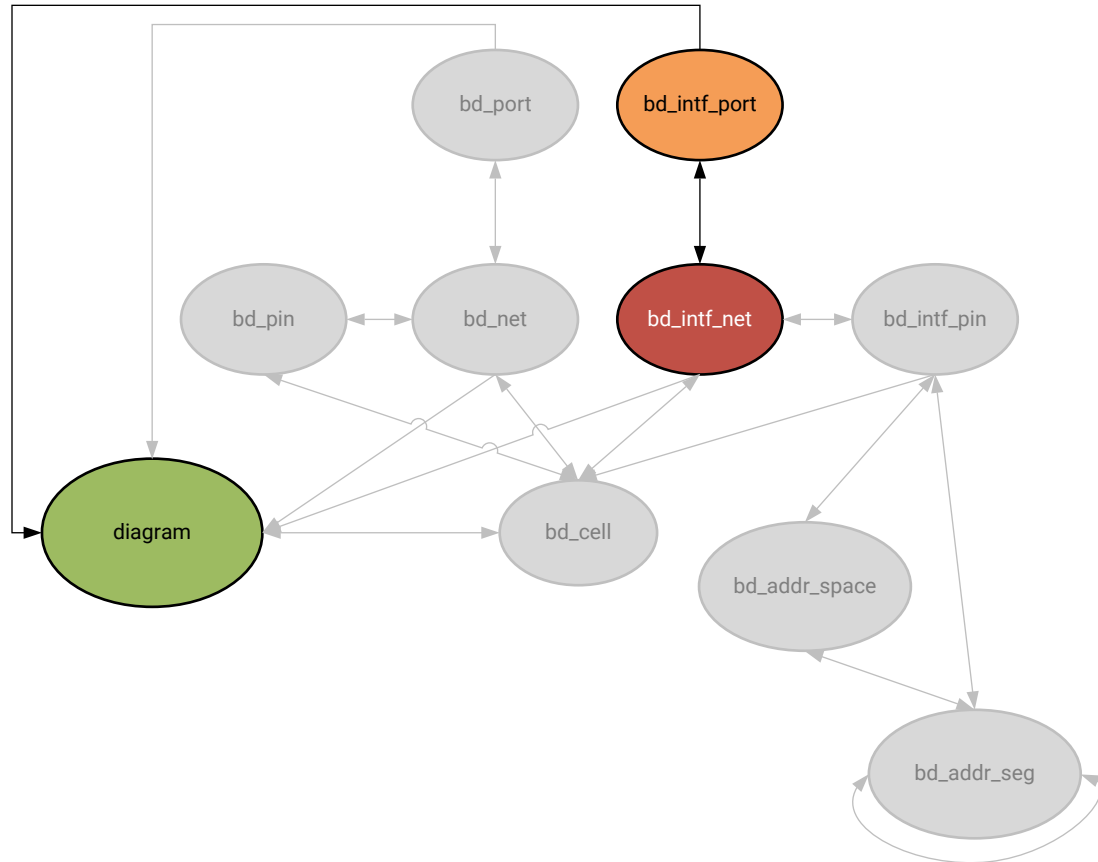 bd_port
bd_intf_port
bd_pin
bd_net
bd_intf_net
bd_intf_pin
diagram
bd_cell
bd_addr_space
bd_addr_seg